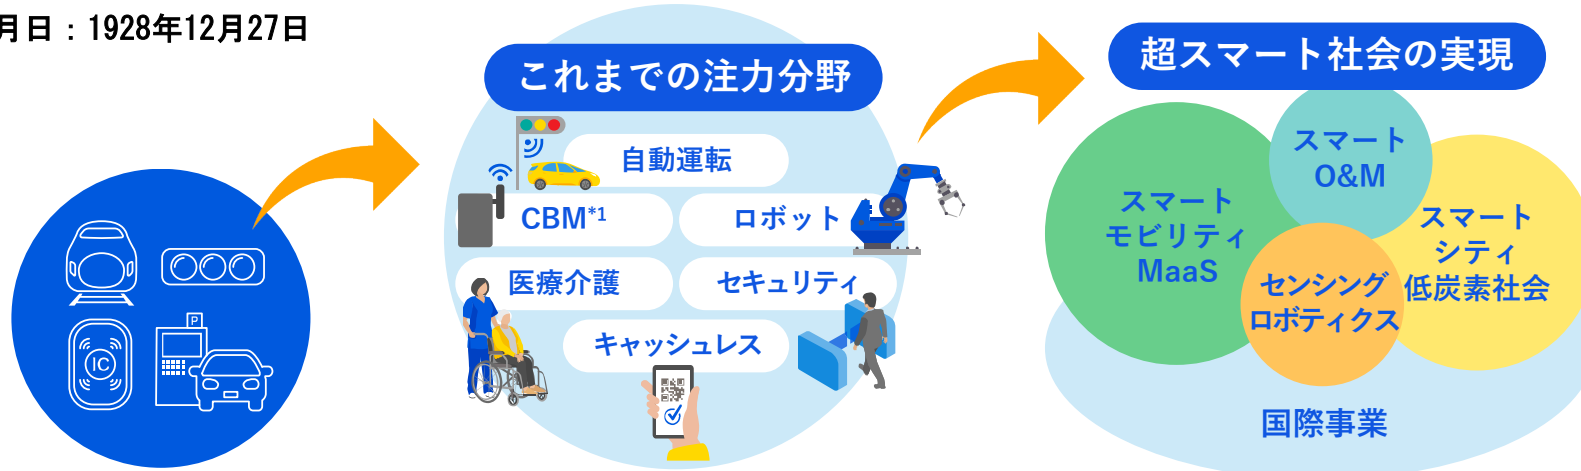 月日：1928年12月27日
これまでの注力分野
自動運転
CBM*1
ロボット
医療介護
セキュリティ
キャッシュレス
超スマート社会の実現
スマート
O&M
スマート
モビリティ
MaaS
スマート
シティ
低炭素社会
センシング
ロボティクス
国際事業
P
IC